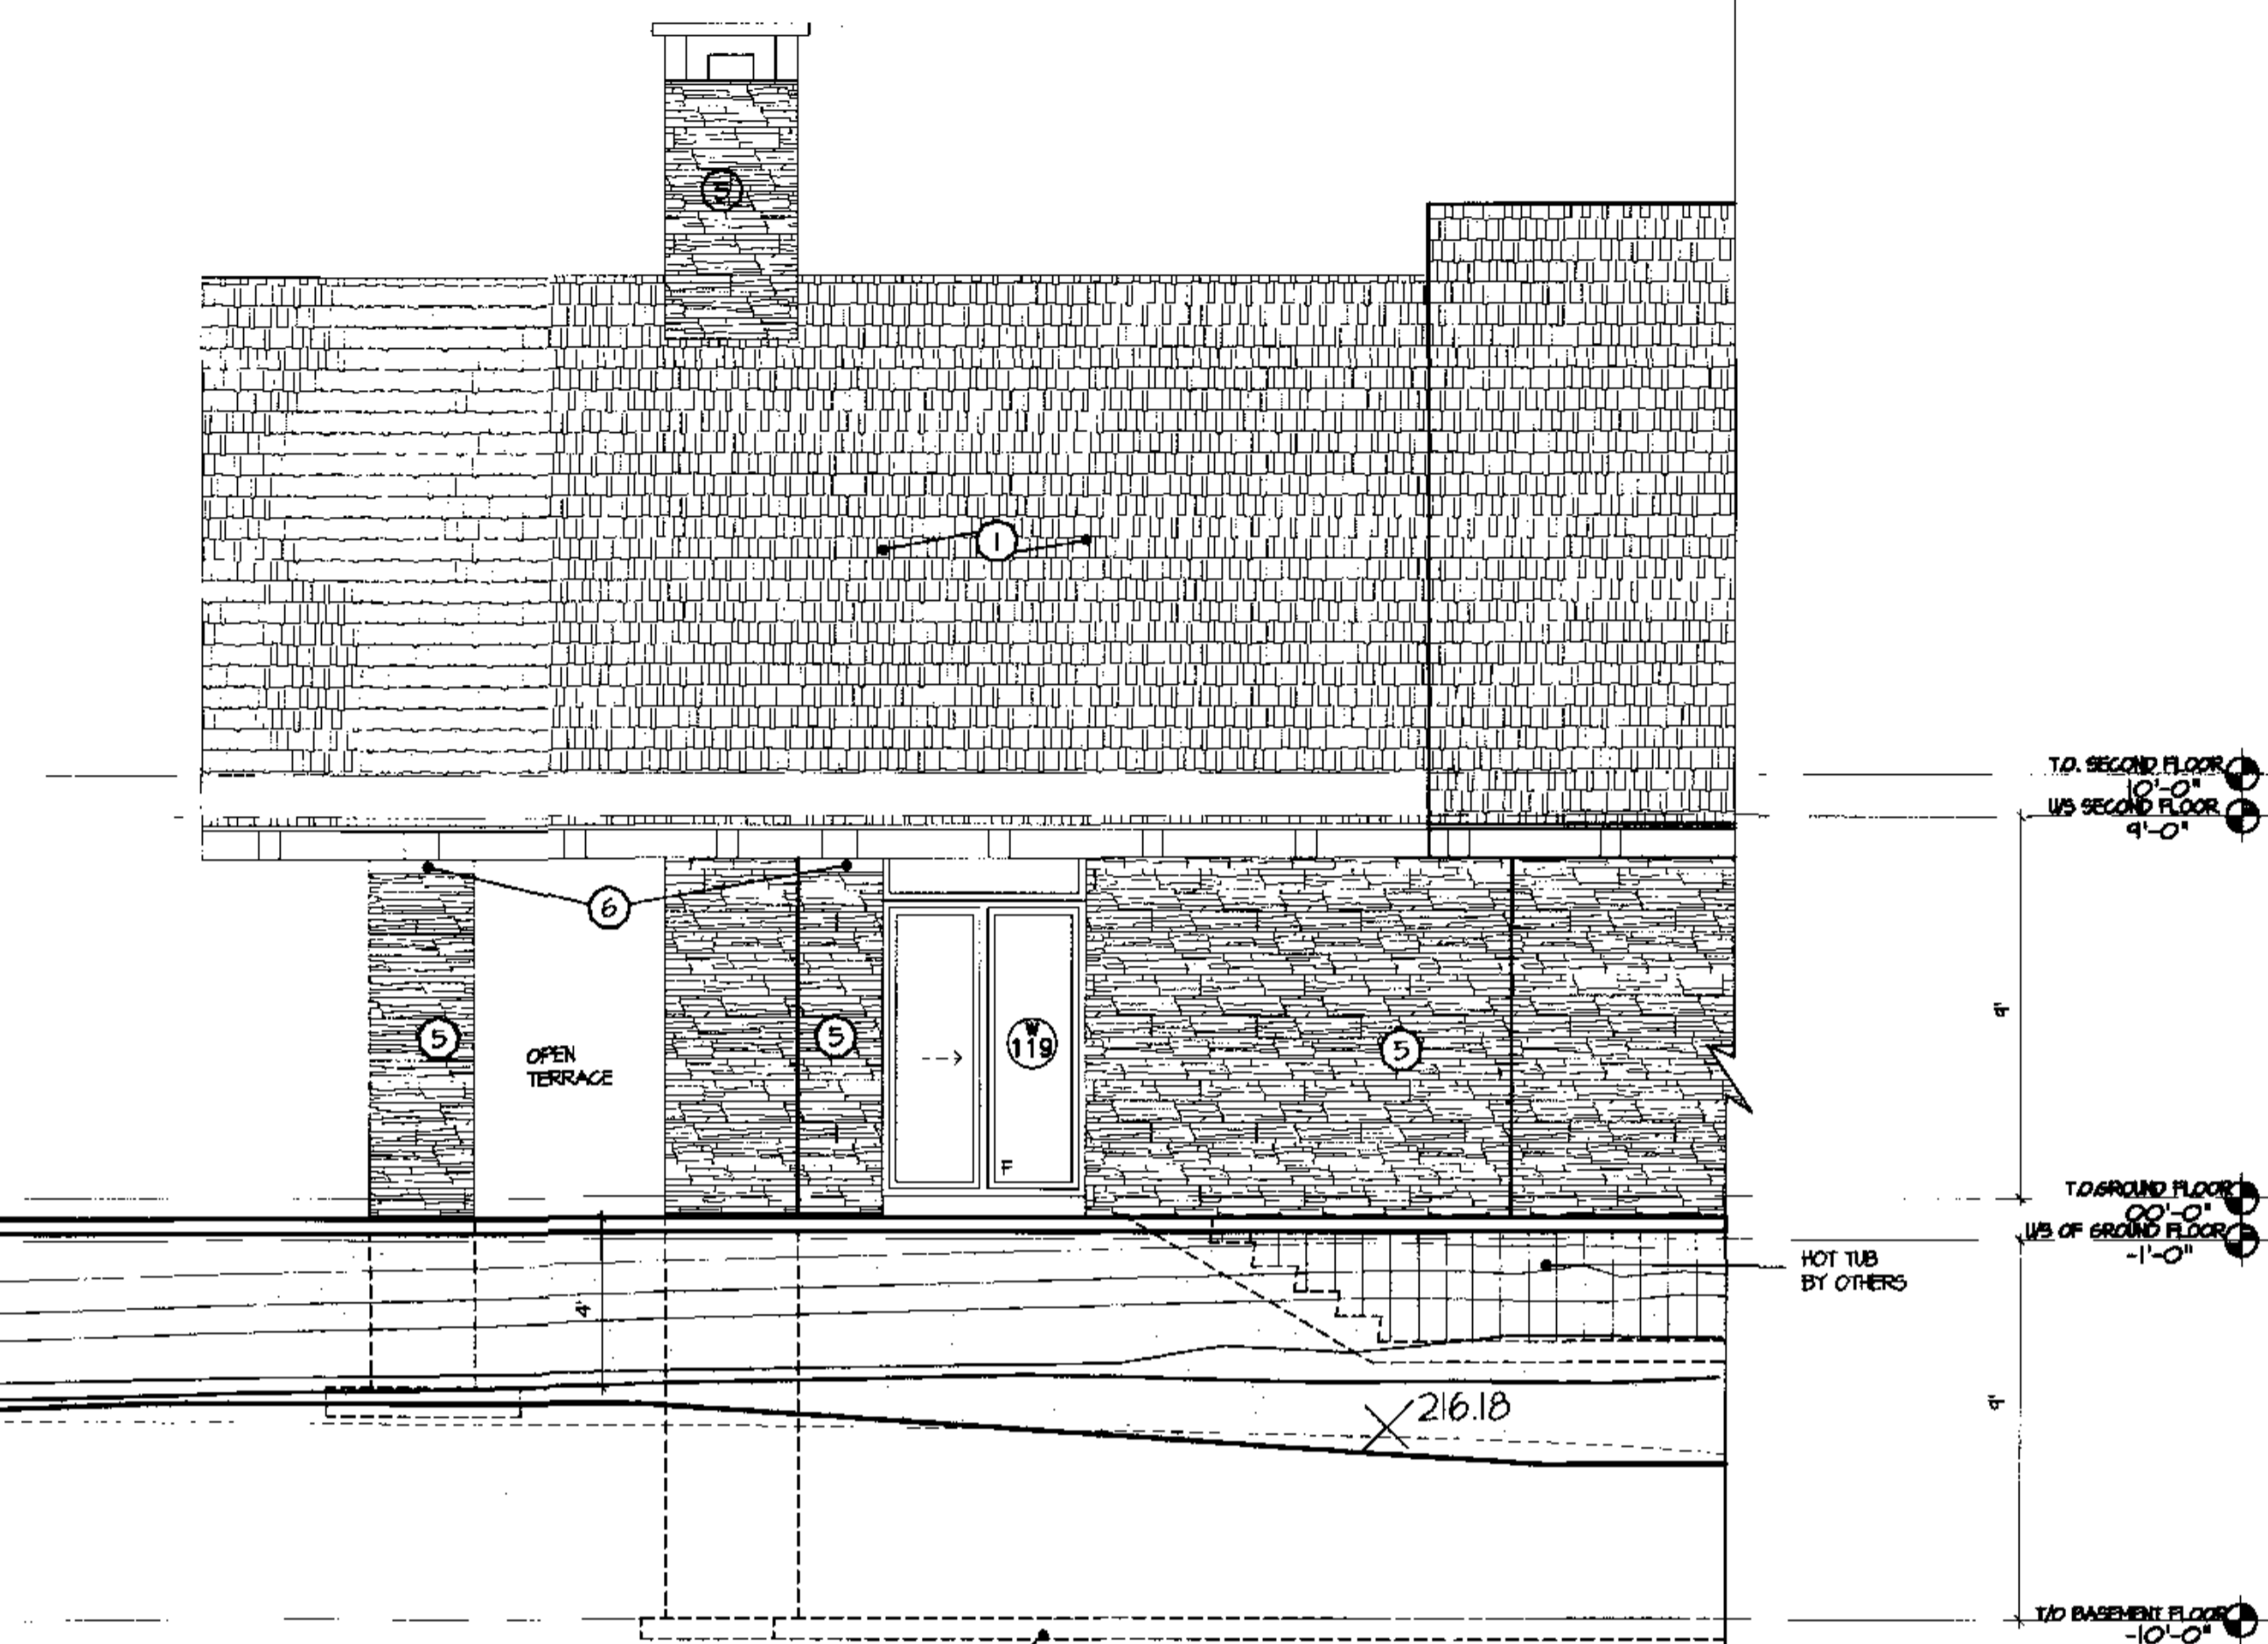 5
1
T.O. SECOND FLOOR
10'-0"
U/S SECOND FLOOR
9'-0"
6
9'
5
OPEN
TERRACE
5
W
119
5
F
T.O.GROUND FLOOR
00'-0"
U/S OF GROUND FLOOR
-1'-0"
HOT TUB
BY OTHERS
4'
9'
216.18
T/O BASEMENT FLOOR
-10'-0"